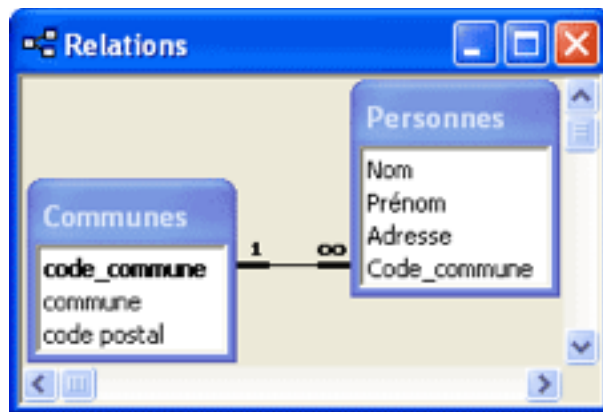 Relations
Communes
code_commune
commune
code postal
1
∞
Personnes
Nom
Prénom
Adresse
Code_commune